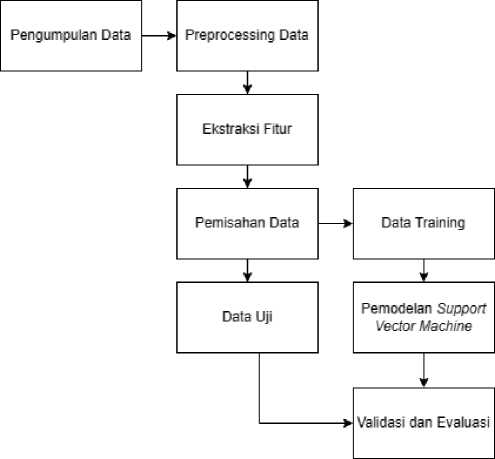 Pengumpulan Data
Preprocessing Data
Ekstraksi Fitur
Pemisahan Data
Data Training
Data Uji
Pemodelan Support
Vector Machine
Validasi dan Evaluasi